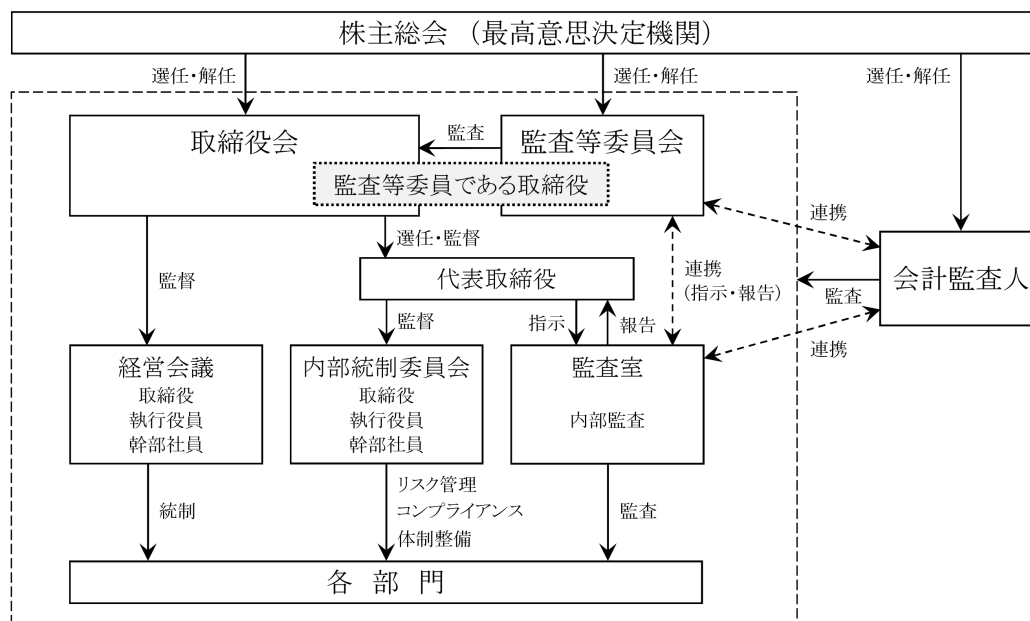 株主総会（最高意思決定機関）
選任・解任
選任・解任
選任・解任
取締役会
監査
監査等委員会
監査等委員である取締役
連携
選任・監督
監督
代表取締役
連携
（指示・報告）
会計監査人
監査
監督
指示
報告
連携
経営会議
取締役
執行役員
幹部社員
内部統制委員会
取締役
執行役員
幹部社員
監査室
内部監査
統制
リスク管理
コンプライアンス
体制整備
監査
各部門